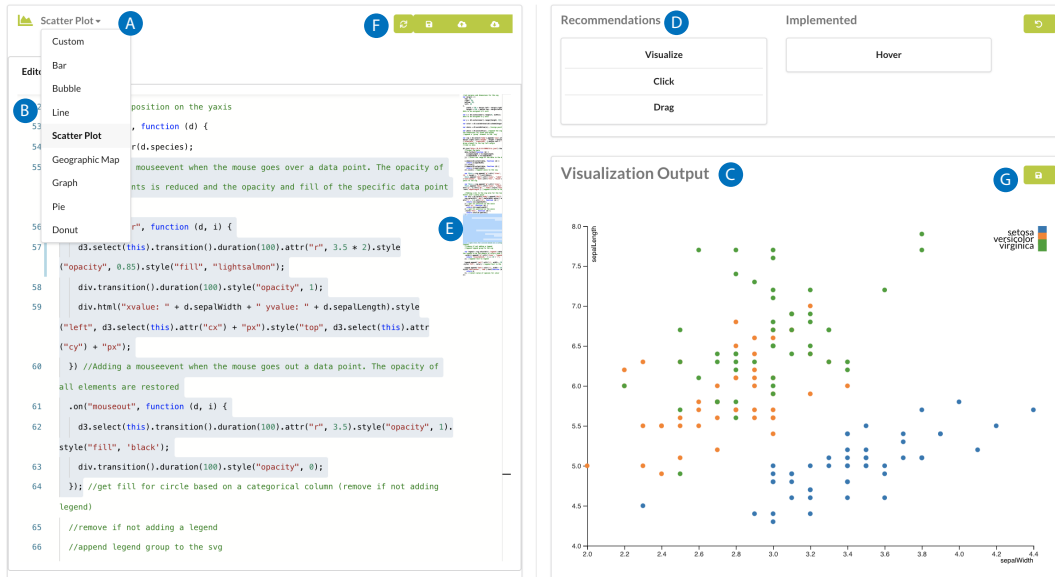 Scatter Plot
A
F
Custom
Bar
Bubble
Line
Scatter Plot
Geographic Map
Graph
Pie
Donut
Edito
B
position on the yaxis
53 , function (d) {
54 r(d.species);
55 mouseevent when the mouse goes over a data point. The opacity of
nts is reduced and the opacity and fill of the specific data point
56 r", function (d, i) {
57 d3.select(this).transition().duration(100).attr("r", 3.5 * 2).style
("opacity", 0.85).style("fill", "lightsalmon");
58 div.transition().duration(100).style("opacity", 1);
59 div.html("xvalue: " + d.sepalWidth + " yvalue: " + d.sepalLength).style
("left", d3.select(this).attr("cx") + "px").style("top", d3.select(this).attr
("cy") + "px");
60 }) //Adding a mouseevent when the mouse goes out a data point. The opacity of
all elements are restored
61 .on("mouseout", function (d, i) {
62 d3.select(this).transition().duration(100).attr("r", 3.5).style("opacity", 1).
style("fill", 'black');
63 div.transition().duration(100).style("opacity", 0);
64 }); //get fill for circle based on a categorical column (remove if not adding
legend)
65 //remove if not adding a legend
66 //append legend group to the svg
E
Recommendations
D
Visualize
Click
Drag
Implemented
Hover
Visualization Output
C
G
sepalLength
setosa
versicolor
virginica
8.0
7.5
7.0
6.5
6.0
5.5
5.0
4.5
4.0
2.0 2.2 2.4 2.6 2.8 3.0 3.2 3.4 3.6 3.8 4.0 4.2 4.4
sepalWidth